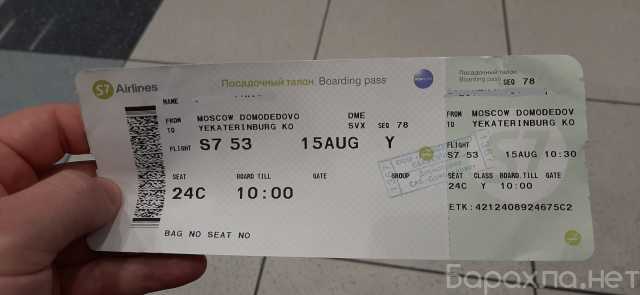 S7 Airlines
Посадочный талон Boarding pass
NAME
FROM MOSCOW DOMODEDOVO DME
TO YEKATERINBURG KO SVX SEQ 78
FLIGHT S7 53 15AUG Y
SEAT BOARD TILL GATE GROUP
24C 10:00
BAG NO SEAT NO
Посадочный талон
Boarding pass SEQ 78
FROM MOSCOW DOMODEDOV
TO YEKATERINBURG KO
FLIGHT
S7 53 15AUG 10:30
SEAT CLASS BOARD TILL GATE
24C Y 10:00
ETK:4212408924675C2
Барахла.нет